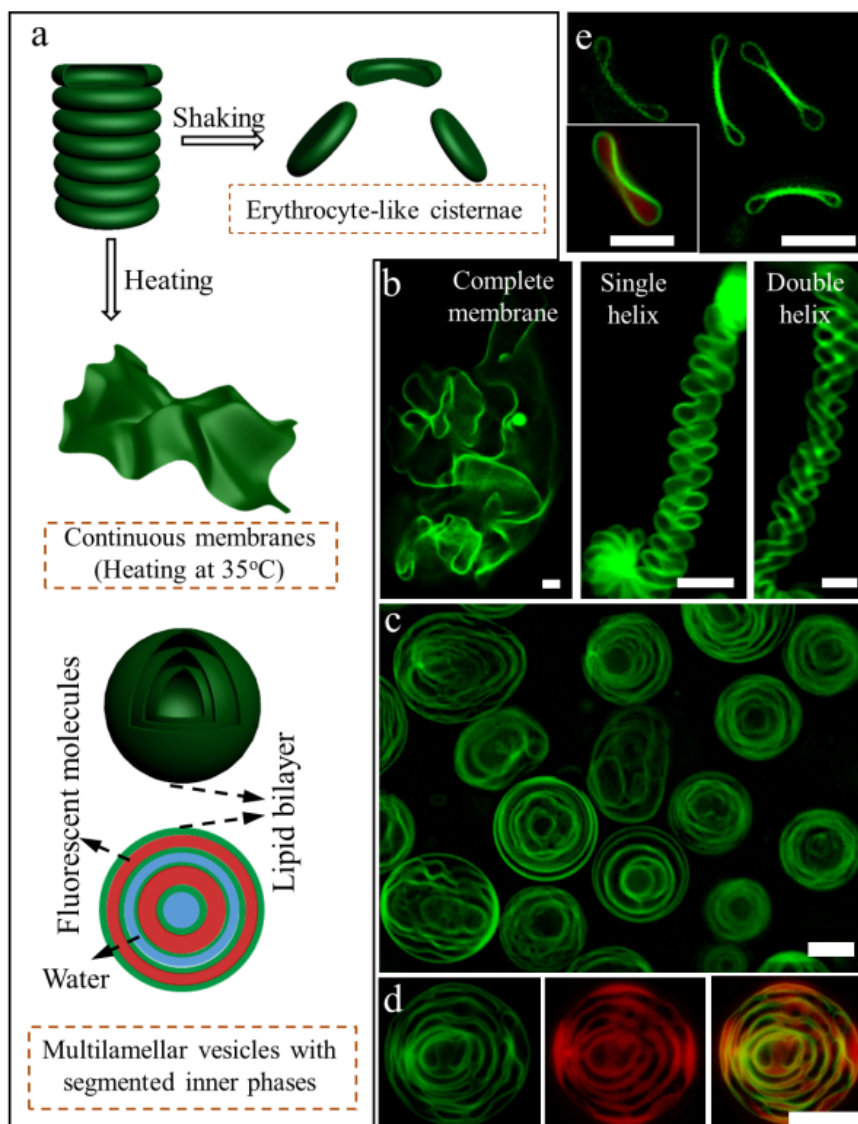 a
Shaking
Erythrocyte-like cisternae
Heating
Continuous membranes
(Heating at 35°C)
Fluorescent molecules
Lipid bilayer
Water
Multilamellar vesicles with
segmented inner phases
e
b
Complete
membrane
Single
helix
Double
helix
c
d